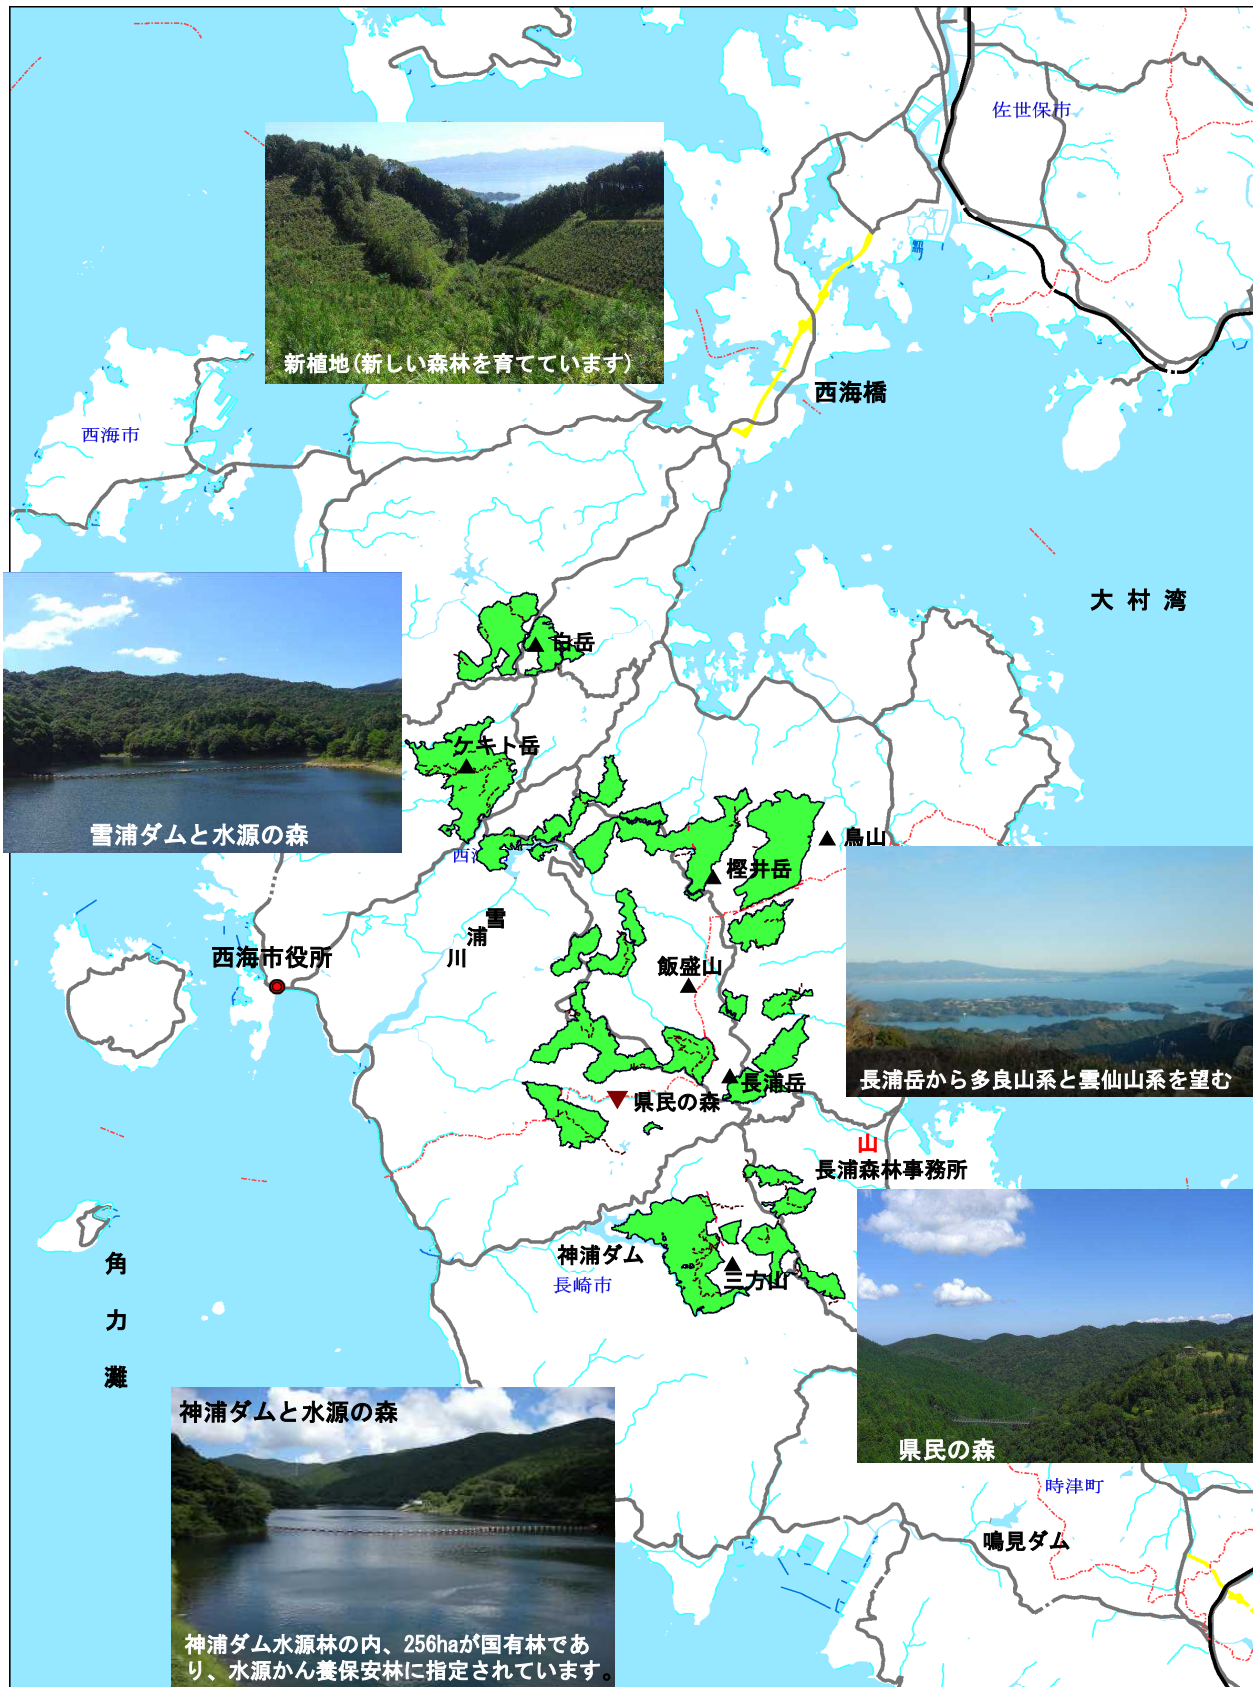 佐世保市
新植地(新しい森林を育てています)
西海橋
西海市
大村湾
白岳
ケキト岳
雪浦ダムと水源の森
鳥山
樫井岳
雪浦川
西海市役所
飯盛山
長浦岳から多良山系と雲仙山系を望む
長浦岳
県民の森
山
長浦森林事務所
神浦ダム
長崎市
三方山
角力灘
県民の森
神浦ダムと水源の森
時津町
鳴見ダム
神浦ダム水源林の内、256haが国有林であ
り、水源かん養保安林に指定されています。